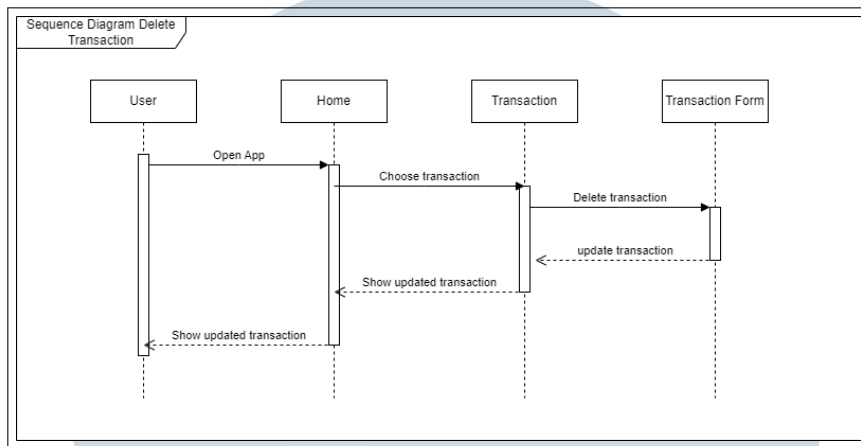 Sequence Diagram Delete
Transaction
User
Home
Transaction
Transaction Form
Open App
Choose transaction
Delete transaction
update transaction
Show updated transaction
Show updated transaction